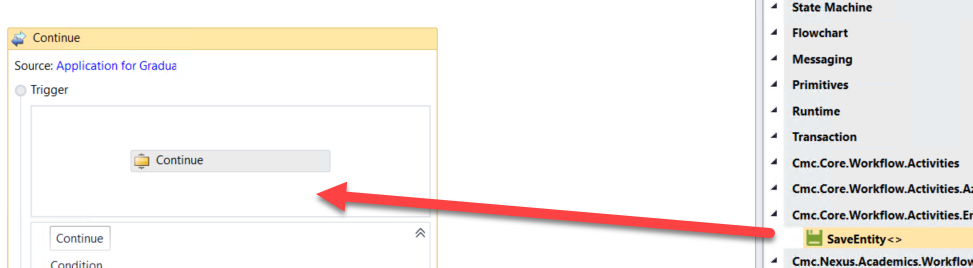 Continue
Source: Application for Gradua
Trigger
Continue
Continue
Condition
State Machine
Flowchart
Messaging
Primitives
Runtime
Transaction
Cmc.Core.Workflow.Activities
Cmc.Core.Workflow.Activities.Az
Cmc.Core.Workflow.Activities.En
SaveEntity<>
Cmc.Nexus.Academics.Workflow